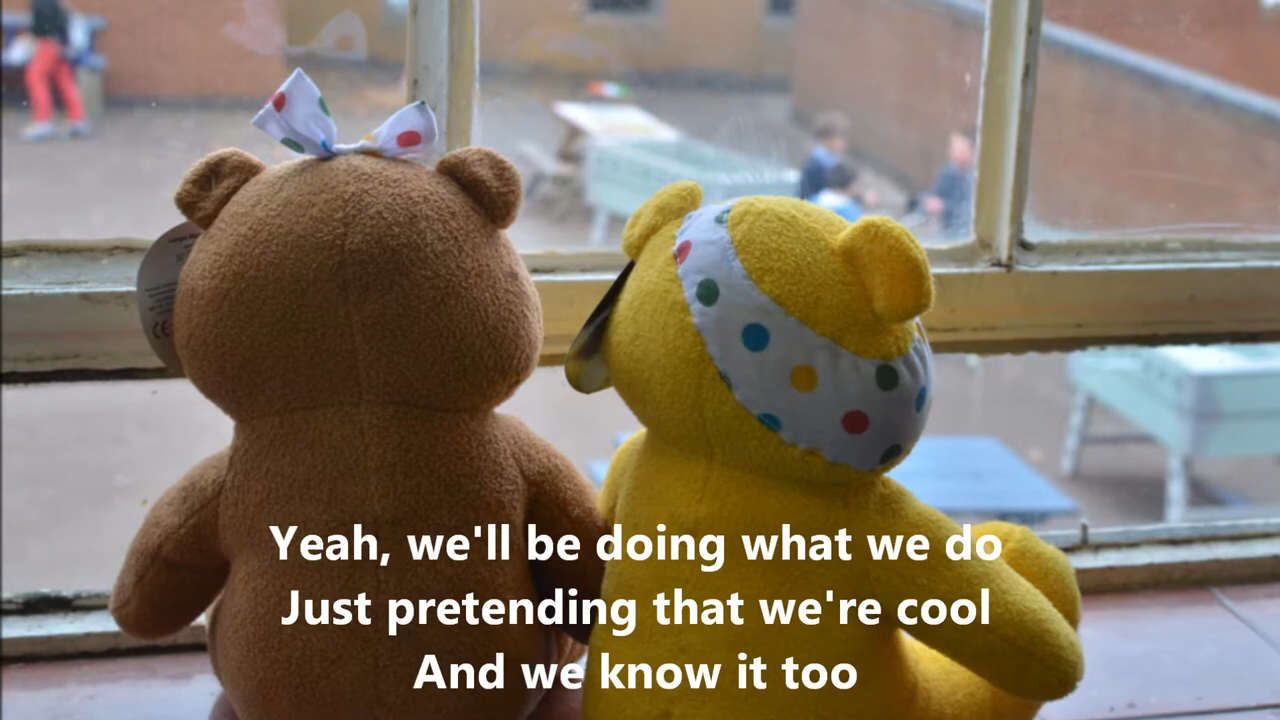 Yeah, we'll be doing what we do
Just pretending that we're cool
And we know it too